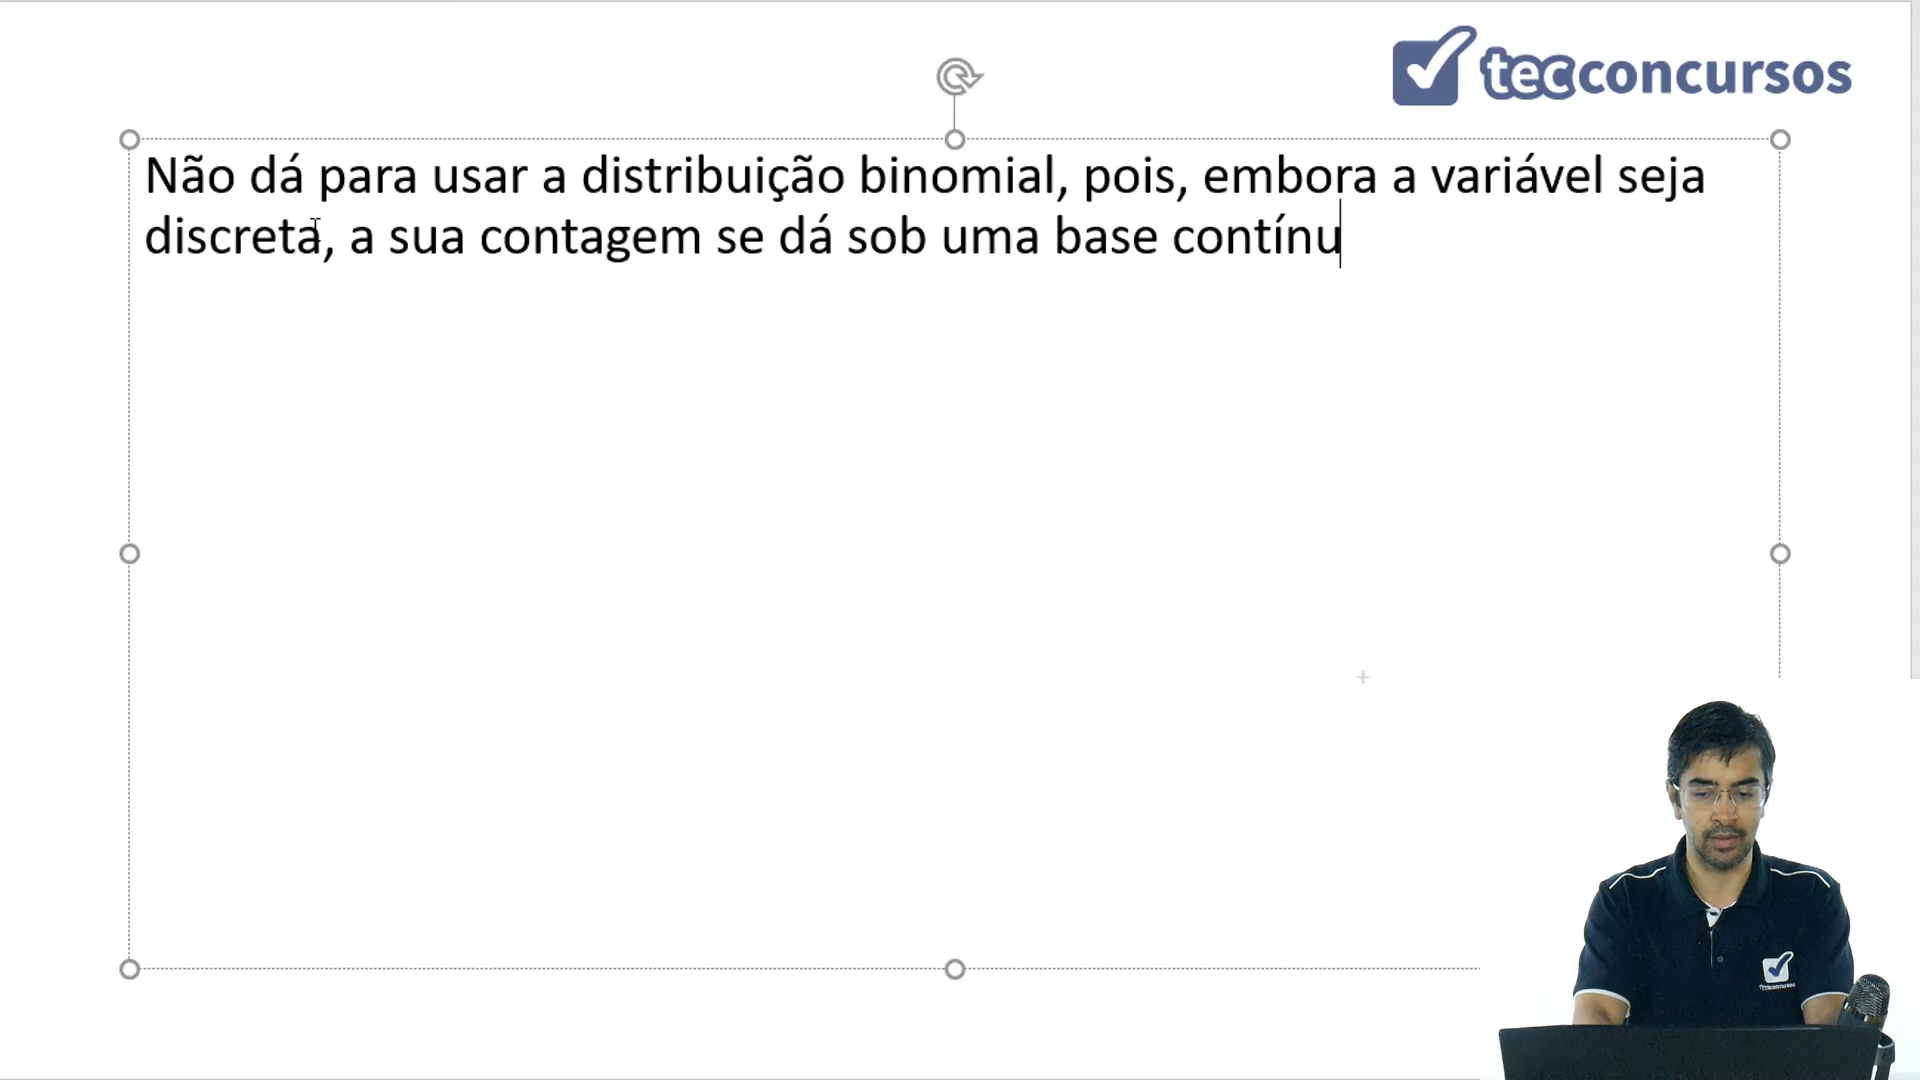 tecconcursos
Não dá para usar a distribuição binomial, pois, embora a variável seja
discreta, a sua contagem se dá sob uma base contínu
tecconcursos